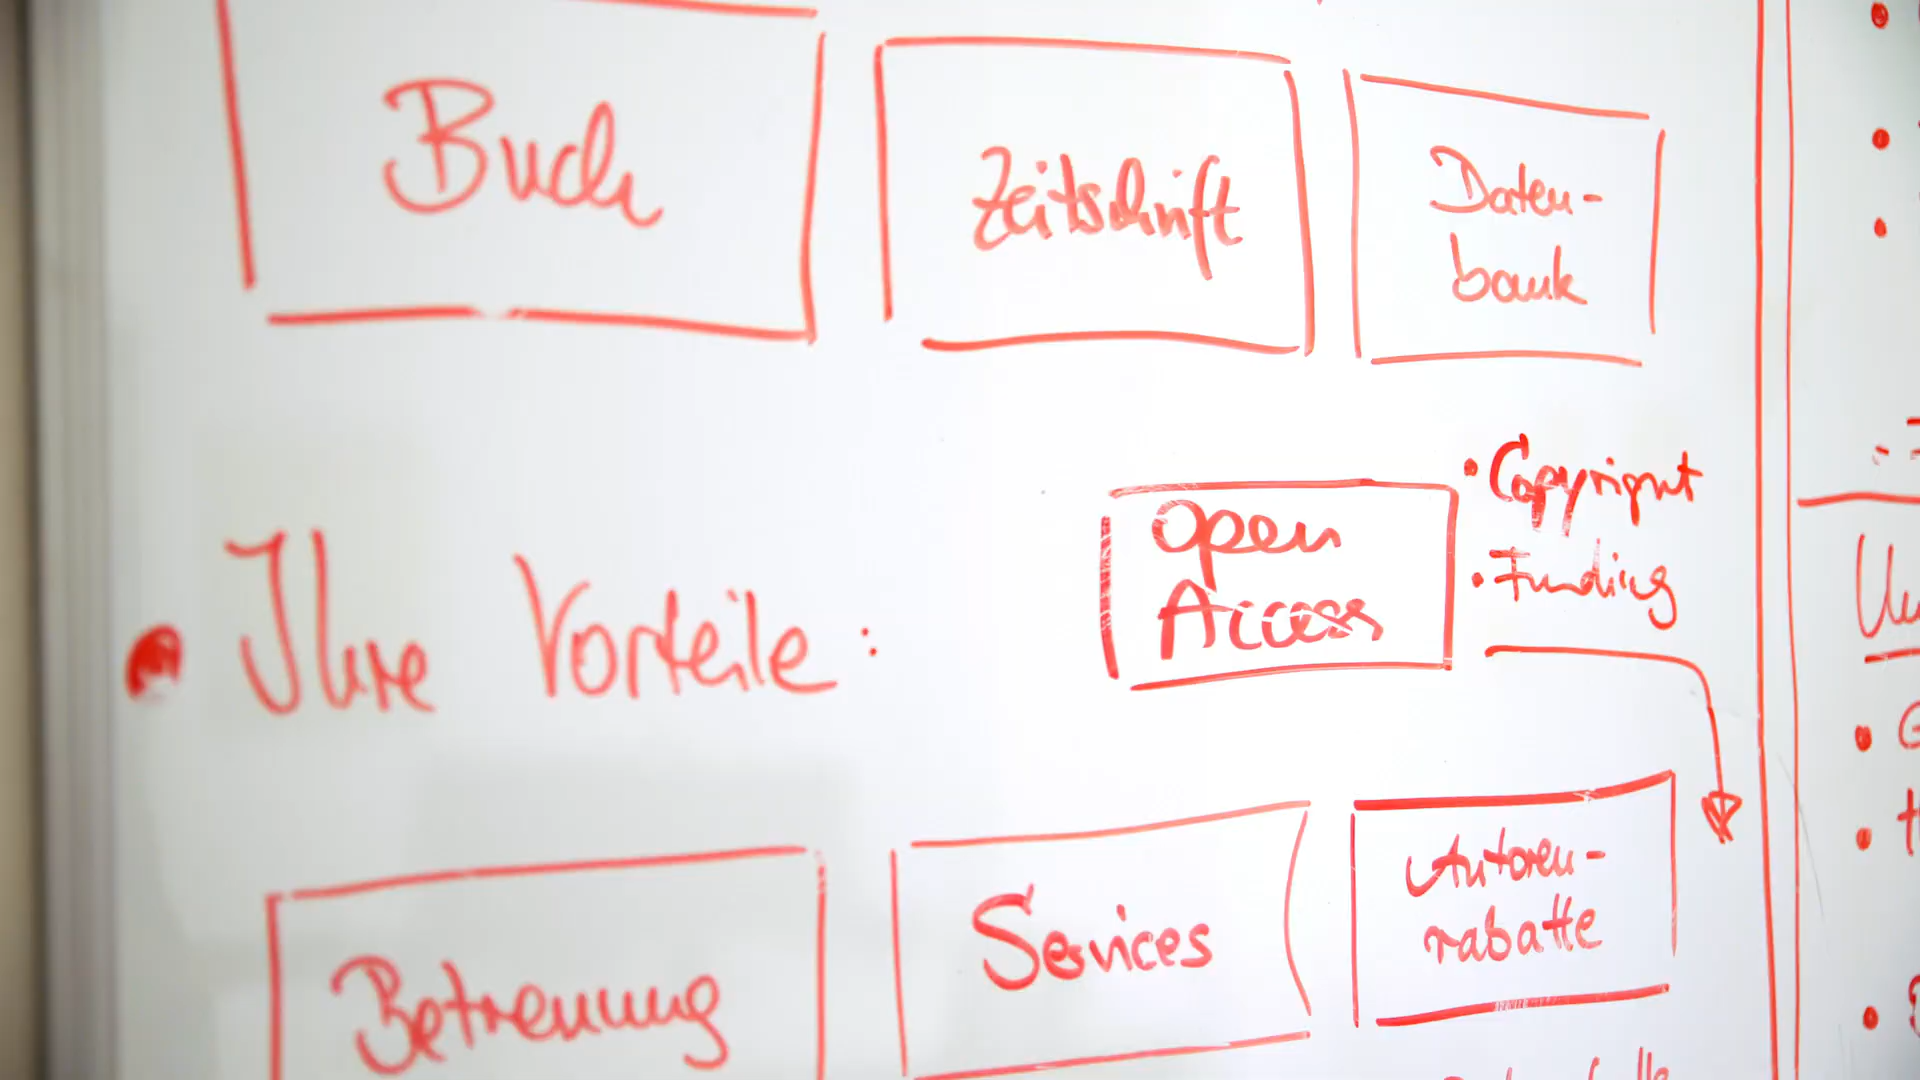 Buch
Zeitschrift
Daten-
bank
• Ihre Vorteile:
Open
Access
• Copyright
• Funding
Betreuung
Services
Autoren-
rabatte